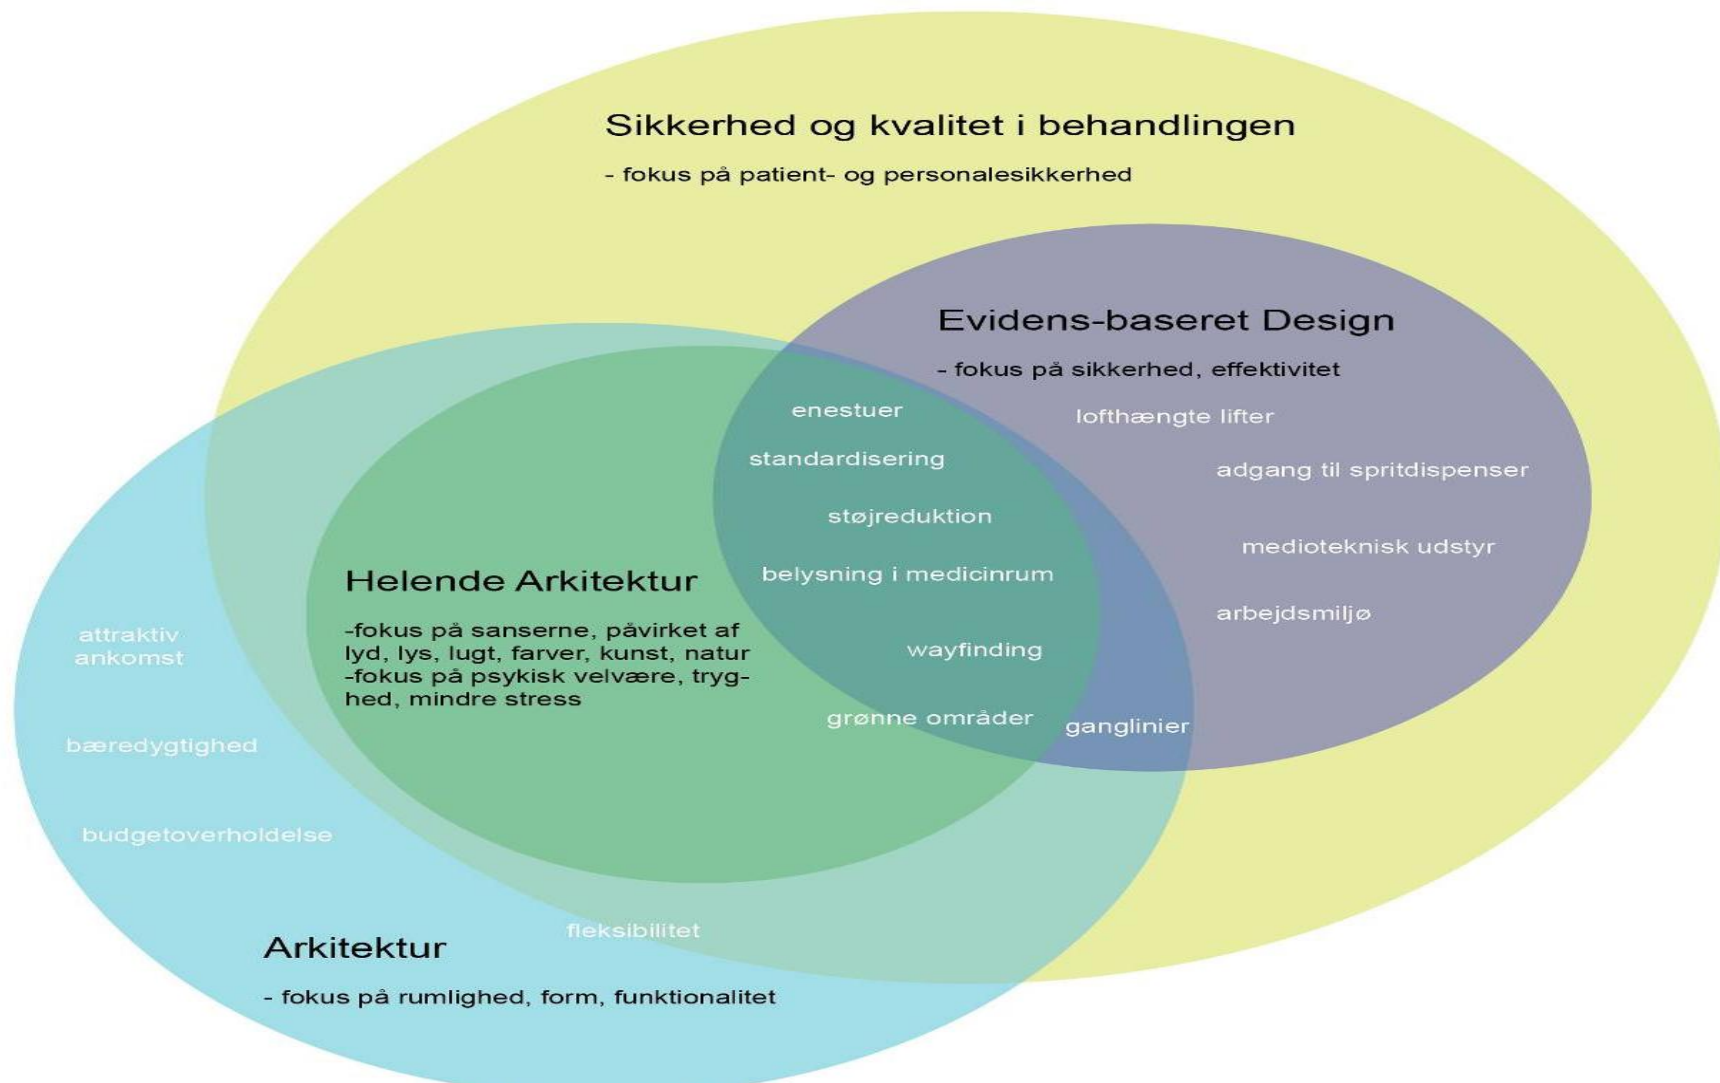 Sikkerhed og kvalitet i behandlingen
- fokus på patient- og personalesikkerhed
Evidens-baseret Design
- fokus på sikkerhed, effektivitet
enestuer
lofthængte lifter
standardisering
adgang til spritdispenser
støjreduktion
medioteknisk udstyr
belysning i medicinrum
arbejdsmiljø
wayfinding
grønne områder
ganglinier
Helende Arkitektur
-fokus på sanserne, påvirket af
lyd, lys, lugt, farver, kunst, natur
-fokus på psykisk velvære, tryg-
hed, mindre stress
attraktiv
ankomst
bæredygtighed
budgetoverholdelse
fleksibilitet
Arkitektur
- fokus på rumlighed, form, funktionalitet